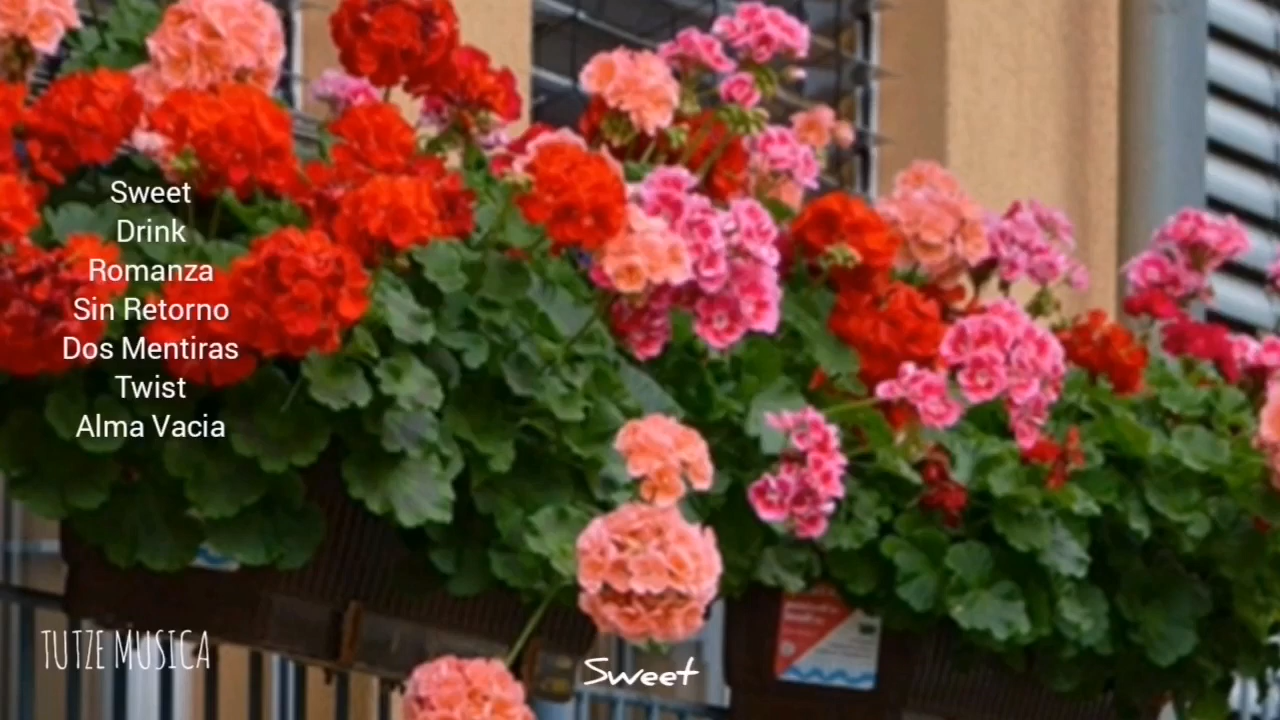 Sweet
Drink
Romanza
Sin Retorno
Dos Mentiras
Twist
Alma Vacia
TUTZE MUSICA
Sweet